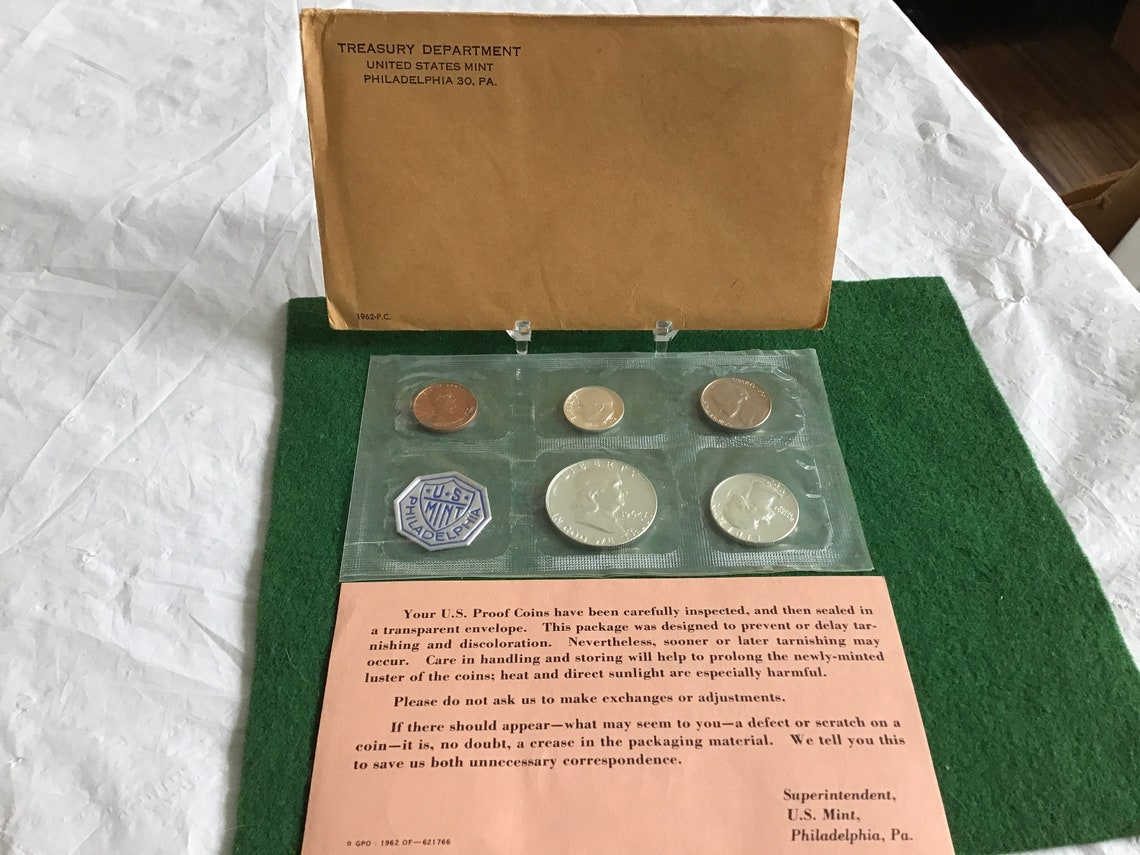 TREASURY DEPARTMENT
UNITED STATES MINT
PHILADELPHIA 30, PA.
1962-P.C.
U·S
MINT
PHILADELPHIA
LIBERTY
Your U.S. Proof Coins have been carefully inspected, and then sealed in
a transparent envelope. This package was designed to prevent or delay tar-
nishing and discoloration. Nevertheless, sooner or later tarnishing may
occur. Care in handling and storing will help to prolong the newly-minted
luster of the coins; heat and direct sunlight are especially harmful.
Please do not ask us to make exchanges or adjustments.
If there should appear—what may seem to you—a defect or scratch on a
coin—it is, no doubt, a crease in the packaging material. We tell you this
to save us both unnecessary correspondence.
Superintendent,
U.S. Mint,
Philadelphia, Pa.
☆ GPO : 1962 OF—621766